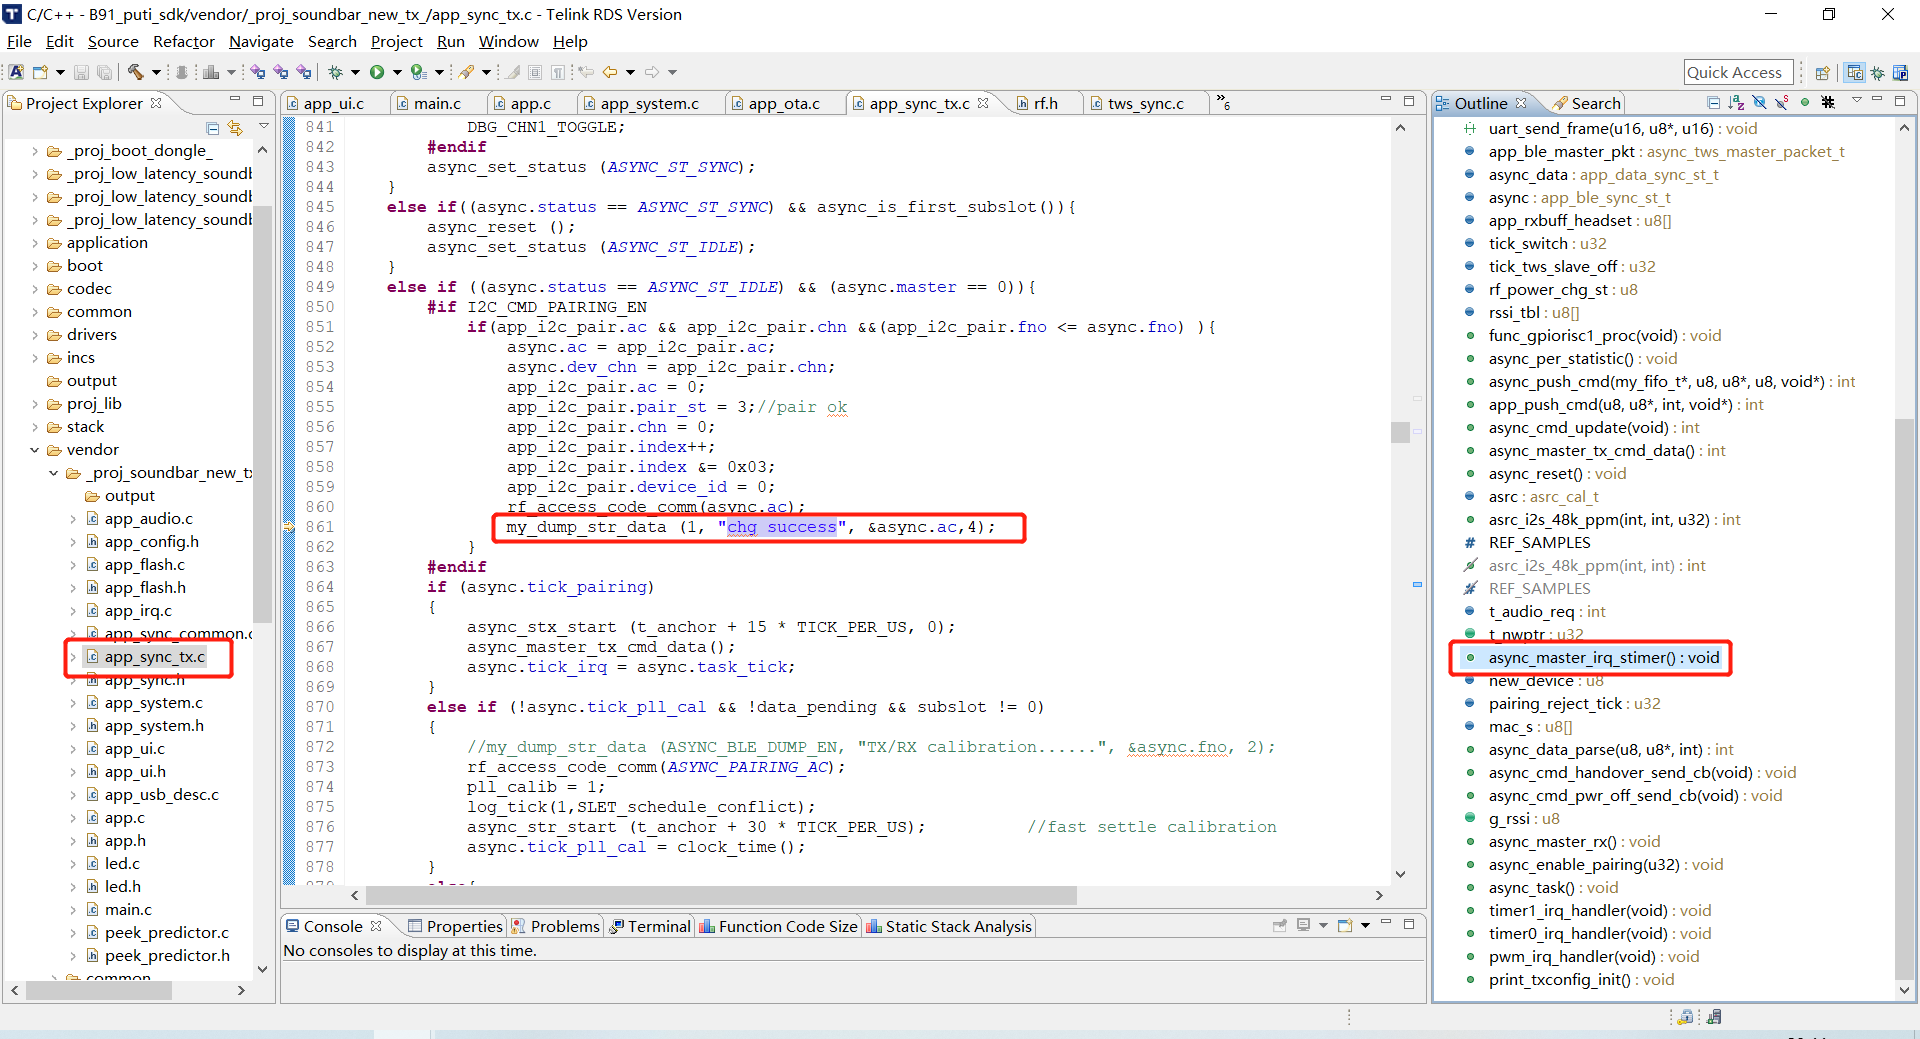 C/C++ - B91_puti_sdk/vendor/_proj_soundbar_new_tx_/app_sync_tx.c - Telink RDS Version
File Edit Source Refactor Navigate Search Project Run Window Help
Quick Access
Project Explorer
_proj_boot_dongle_
_proj_low_latency_soundb
_proj_low_latency_soundb
_proj_low_latency_soundb
application
boot
codec
common
drivers
incs
output
proj_lib
stack
vendor
_proj_soundbar_new_tx
output
app_audio.c
app_config.h
app_flash.c
app_flash.h
app_irq.c
app_sync_common.c
app_sync_tx.c
app_sync.h
app_system.c
app_system.h
app_ui.c
app_ui.h
app_usb_desc.c
app.c
app.h
led.c
led.h
main.c
peek_predictor.c
peek_predictor.h
common
app_ui.c main.c app.c app_system.c app_ota.c app_sync_tx.c rf.h tws_sync.c »6
841 DBG_CHN1_TOGGLE;
842 #endif
843 async_set_status (ASYNC_ST_SYNC);
844 }
845 else if((async.status == ASYNC_ST_SYNC) && async_is_first_subslot()){
846 async_reset ();
847 async_set_status (ASYNC_ST_IDLE);
848 }
849 else if ((async.status == ASYNC_ST_IDLE) && (async.master == 0)){
850 #if I2C_CMD_PAIRING_EN
851 if(app_i2c_pair.ac && app_i2c_pair.chn &&(app_i2c_pair.fno <= async.fno) ){
852 async.ac = app_i2c_pair.ac;
853 async.dev_chn = app_i2c_pair.chn;
854 app_i2c_pair.ac = 0;
855 app_i2c_pair.pair_st = 3;//pair ok
856 app_i2c_pair.chn = 0;
857 app_i2c_pair.index++;
858 app_i2c_pair.index &= 0x03;
859 app_i2c_pair.device_id = 0;
860 rf_access_code_comm(async.ac);
861 my_dump_str_data (1, "chg success", &async.ac,4);
862 }
863 #endif
864 if (async.tick_pairing)
865 {
866 async_stx_start (t_anchor + 15 * TICK_PER_US, 0);
867 async_master_tx_cmd_data();
868 async.tick_irq = async.task_tick;
869 }
870 else if (!async.tick_pll_cal && !data_pending && subslot != 0)
871 {
872 //my_dump_str_data (ASYNC_BLE_DUMP_EN, "TX/RX calibration......", &async.fno, 2);
873 rf_access_code_comm(ASYNC_PAIRING_AC);
874 pll_calib = 1;
875 log_tick(1,SLET_schedule_conflict);
876 async_str_start (t_anchor + 30 * TICK_PER_US); //fast settle calibration
877 async.tick_pll_cal = clock_time();
878 }
879 else{
Console Properties Problems Terminal Function Code Size Static Stack Analysis
No consoles to display at this time.
Outline Search
uart_send_frame(u16, u8*, u16) : void
app_ble_master_pkt : async_tws_master_packet_t
async_data : app_data_sync_st_t
async : app_ble_sync_st_t
app_rxbuff_headset : u8[]
tick_switch : u32
tick_tws_slave_off : u32
rf_power_chg_st : u8
rssi_tbl : u8[]
func_gpiorisc1_proc(void) : void
async_per_statistic() : void
async_push_cmd(my_fifo_t*, u8, u8*, u8, void*) : int
app_push_cmd(u8, u8*, int, void*) : int
async_cmd_update(void) : int
async_master_tx_cmd_data() : int
async_reset() : void
asrc : asrc_cal_t
asrc_i2s_48k_ppm(int, int, u32) : int
REF_SAMPLES
asrc_i2s_48k_ppm(int, int) : int
REF_SAMPLES
t_audio_req : int
t_nwptr : u32
async_master_irq_stimer() : void
new_device : u8
pairing_reject_tick : u32
mac_s : u8[]
async_data_parse(u8, u8*, int) : int
async_cmd_handover_send_cb(void) : void
async_cmd_pwr_off_send_cb(void) : void
g_rssi : u8
async_master_rx() : void
async_enable_pairing(u32) : void
async_task() : void
timer1_irq_handler(void) : void
timer0_irq_handler(void) : void
pwm_irq_handler(void) : void
print_txconfig_init() : void